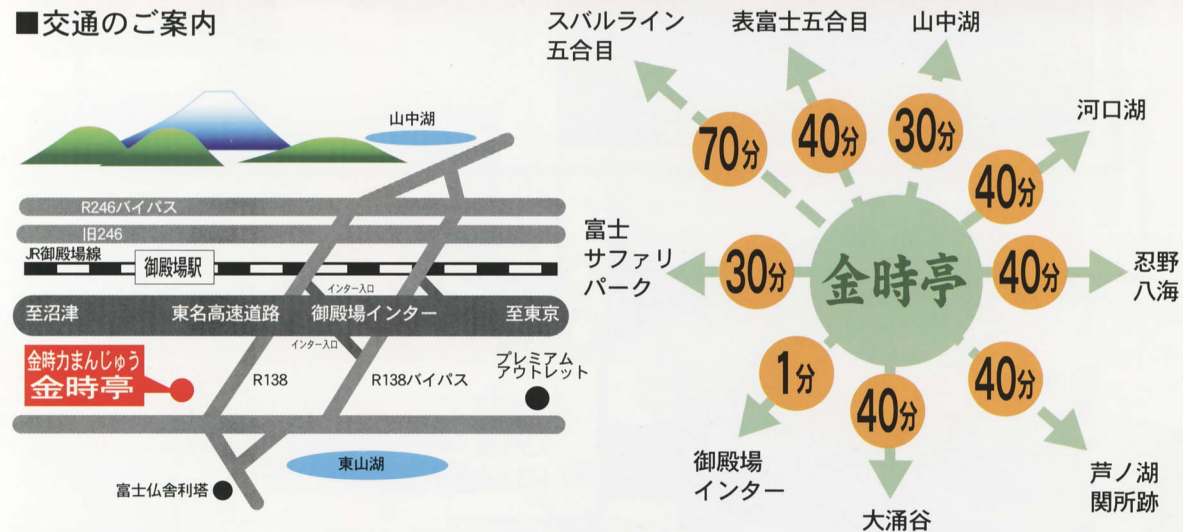 ■交通のご案内
山中湖
R246バイパス
旧246
JR御殿場線
御殿場駅
インター入口
至沼津
東名高速道路
御殿場インター
至東京
インター入口
金時力まんじゅう
金時亭
R138
R138バイパス
プレミアム
アウトレット
東山湖
富士仏舎利塔
スバルライン
五合目
表富士五合目
山中湖
河口湖
70分
40分
30分
40分
富士
サファリ
パーク
30分
金時亭
40分
忍野
八海
1分
40分
40分
御殿場
インター
大涌谷
芦ノ湖
関所跡